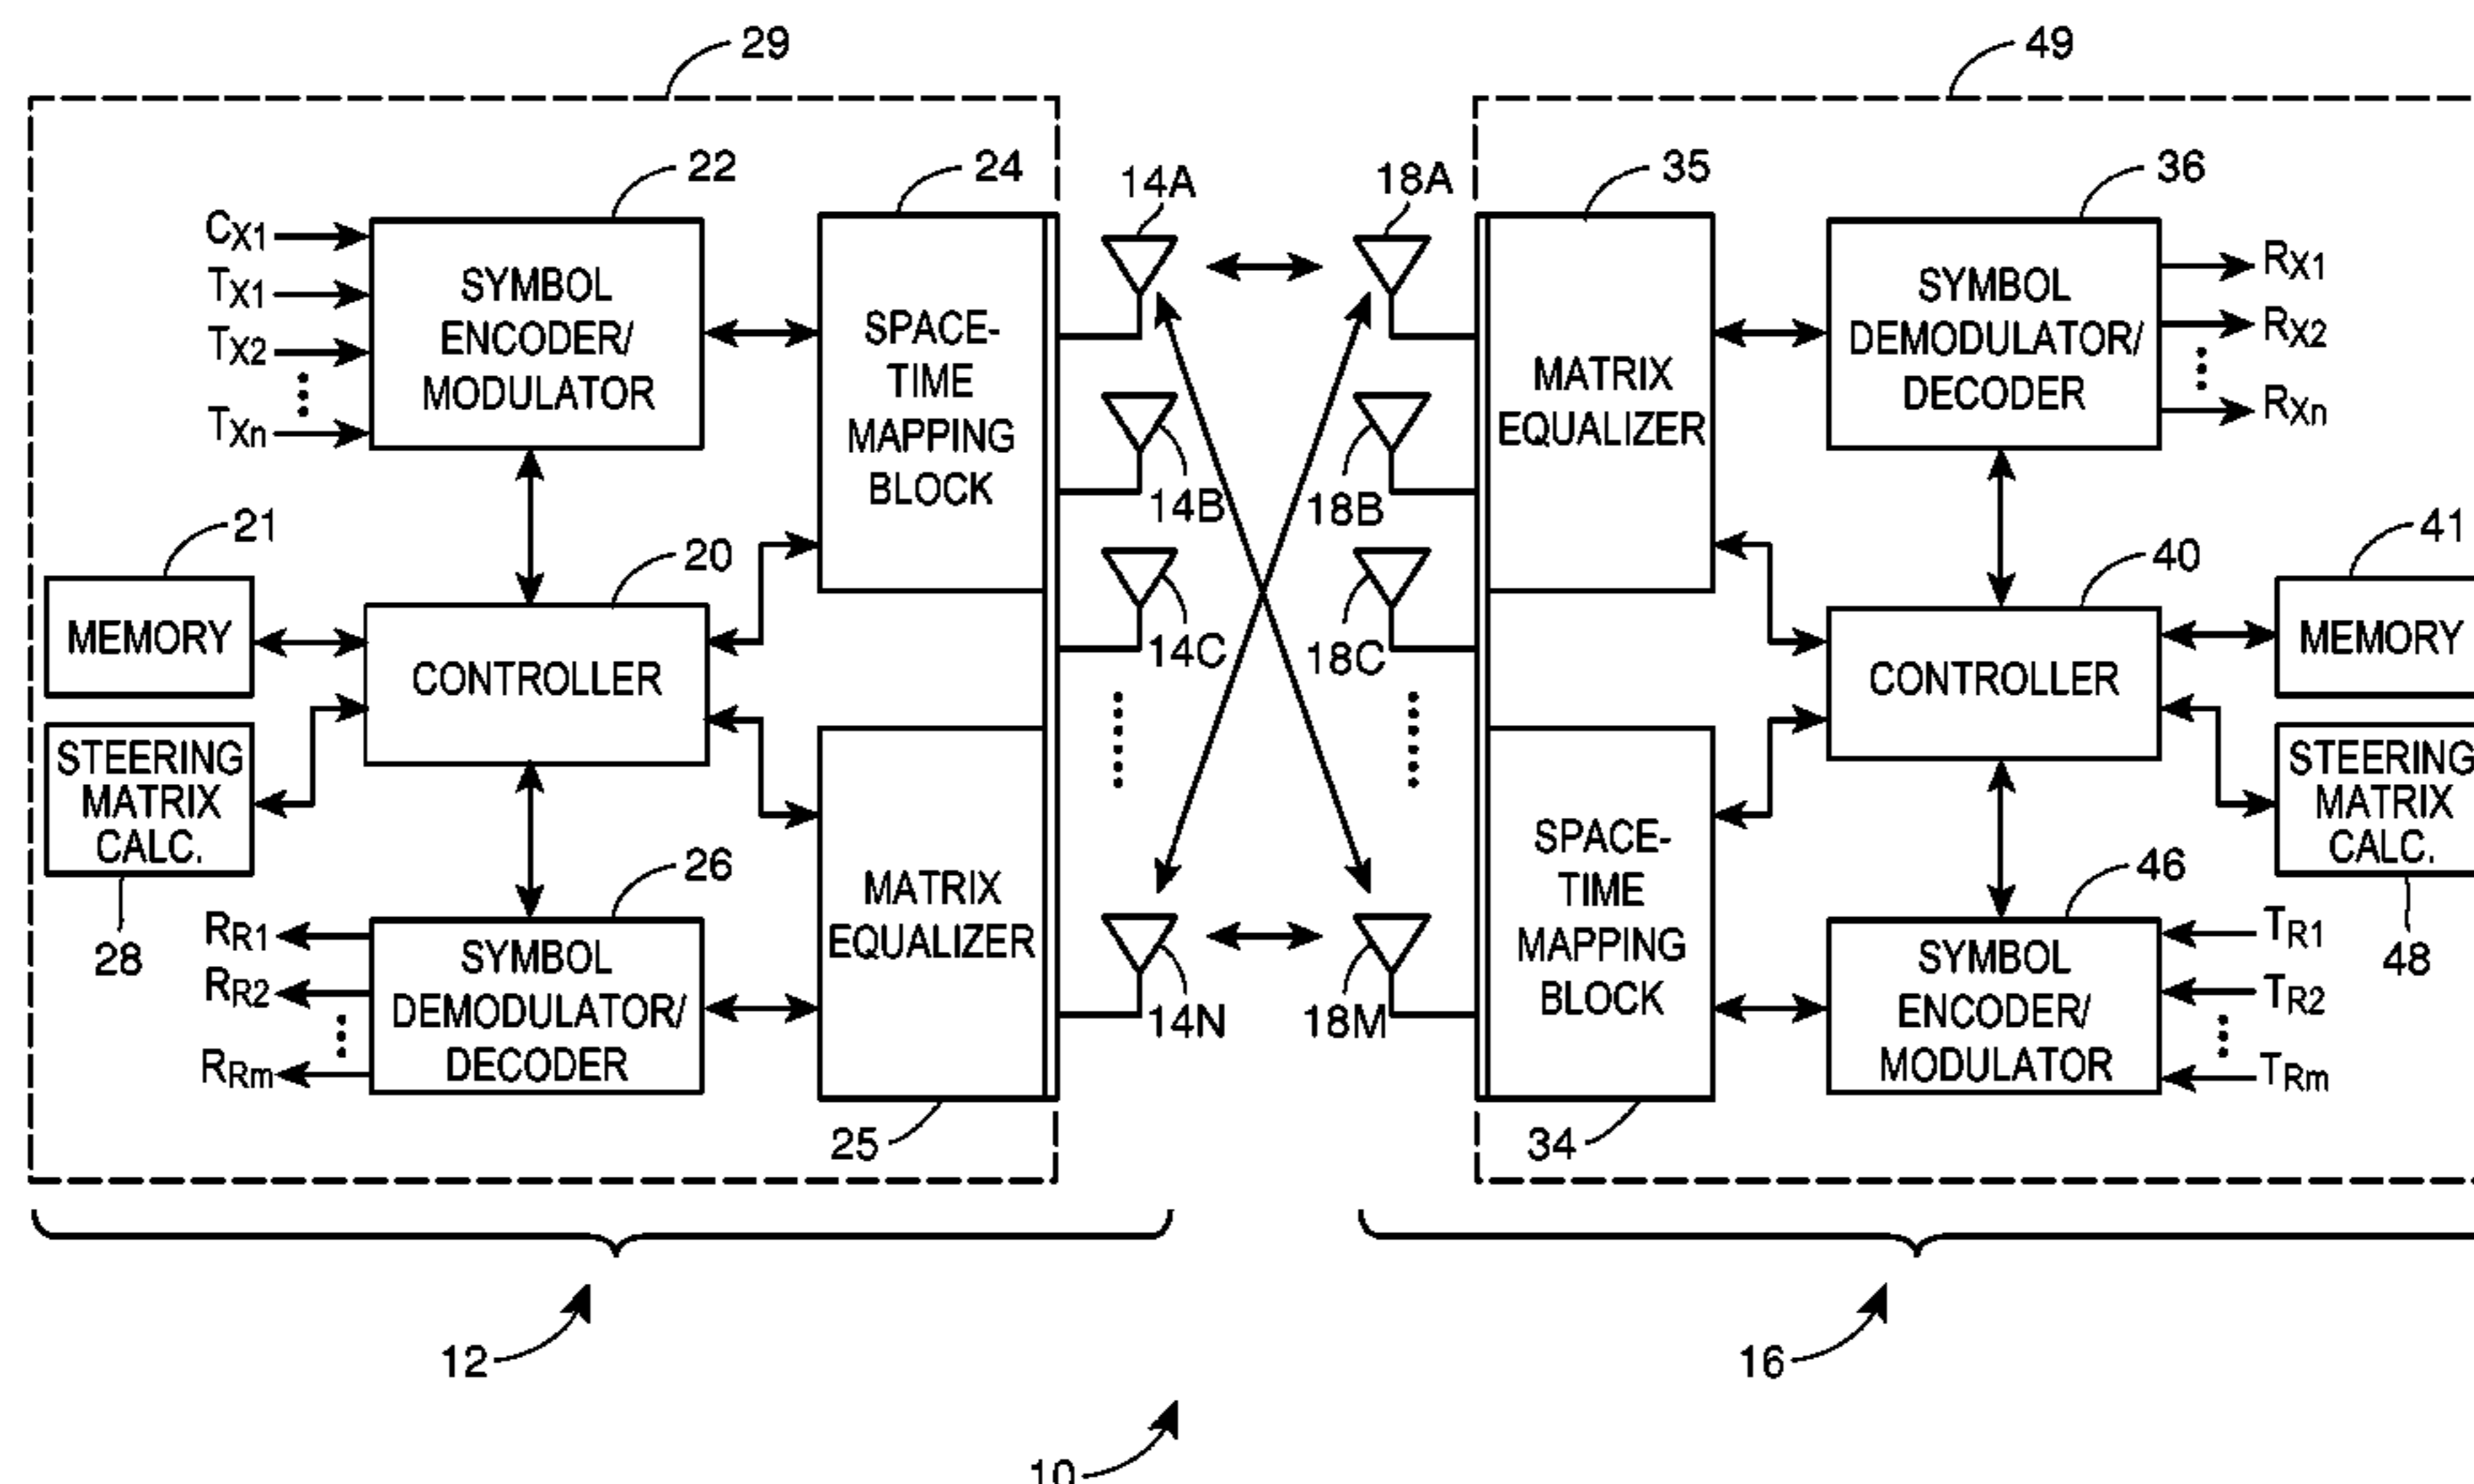 29
49
22
24
14A
18A
35
36
CX1
TX1
TX2
TXn
SYMBOL
ENCODER/
MODULATOR
SPACE-
TIME
MAPPING
BLOCK
MATRIX
EQUALIZER
SYMBOL
DEMODULATOR/
DECODER
RX1
RX2
RXn
14B
18B
21
20
40
41
MEMORY
CONTROLLER
14C
18C
CONTROLLER
MEMORY
STEERING
MATRIX
CALC.
STEERING
MATRIX
CALC.
28
26
46
48
RR1
RR2
RRm
SYMBOL
DEMODULATOR/
DECODER
MATRIX
EQUALIZER
14N
18M
SPACE-
TIME
MAPPING
BLOCK
SYMBOL
ENCODER/
MODULATOR
TR1
TR2
TRm
25
34
12
16
10